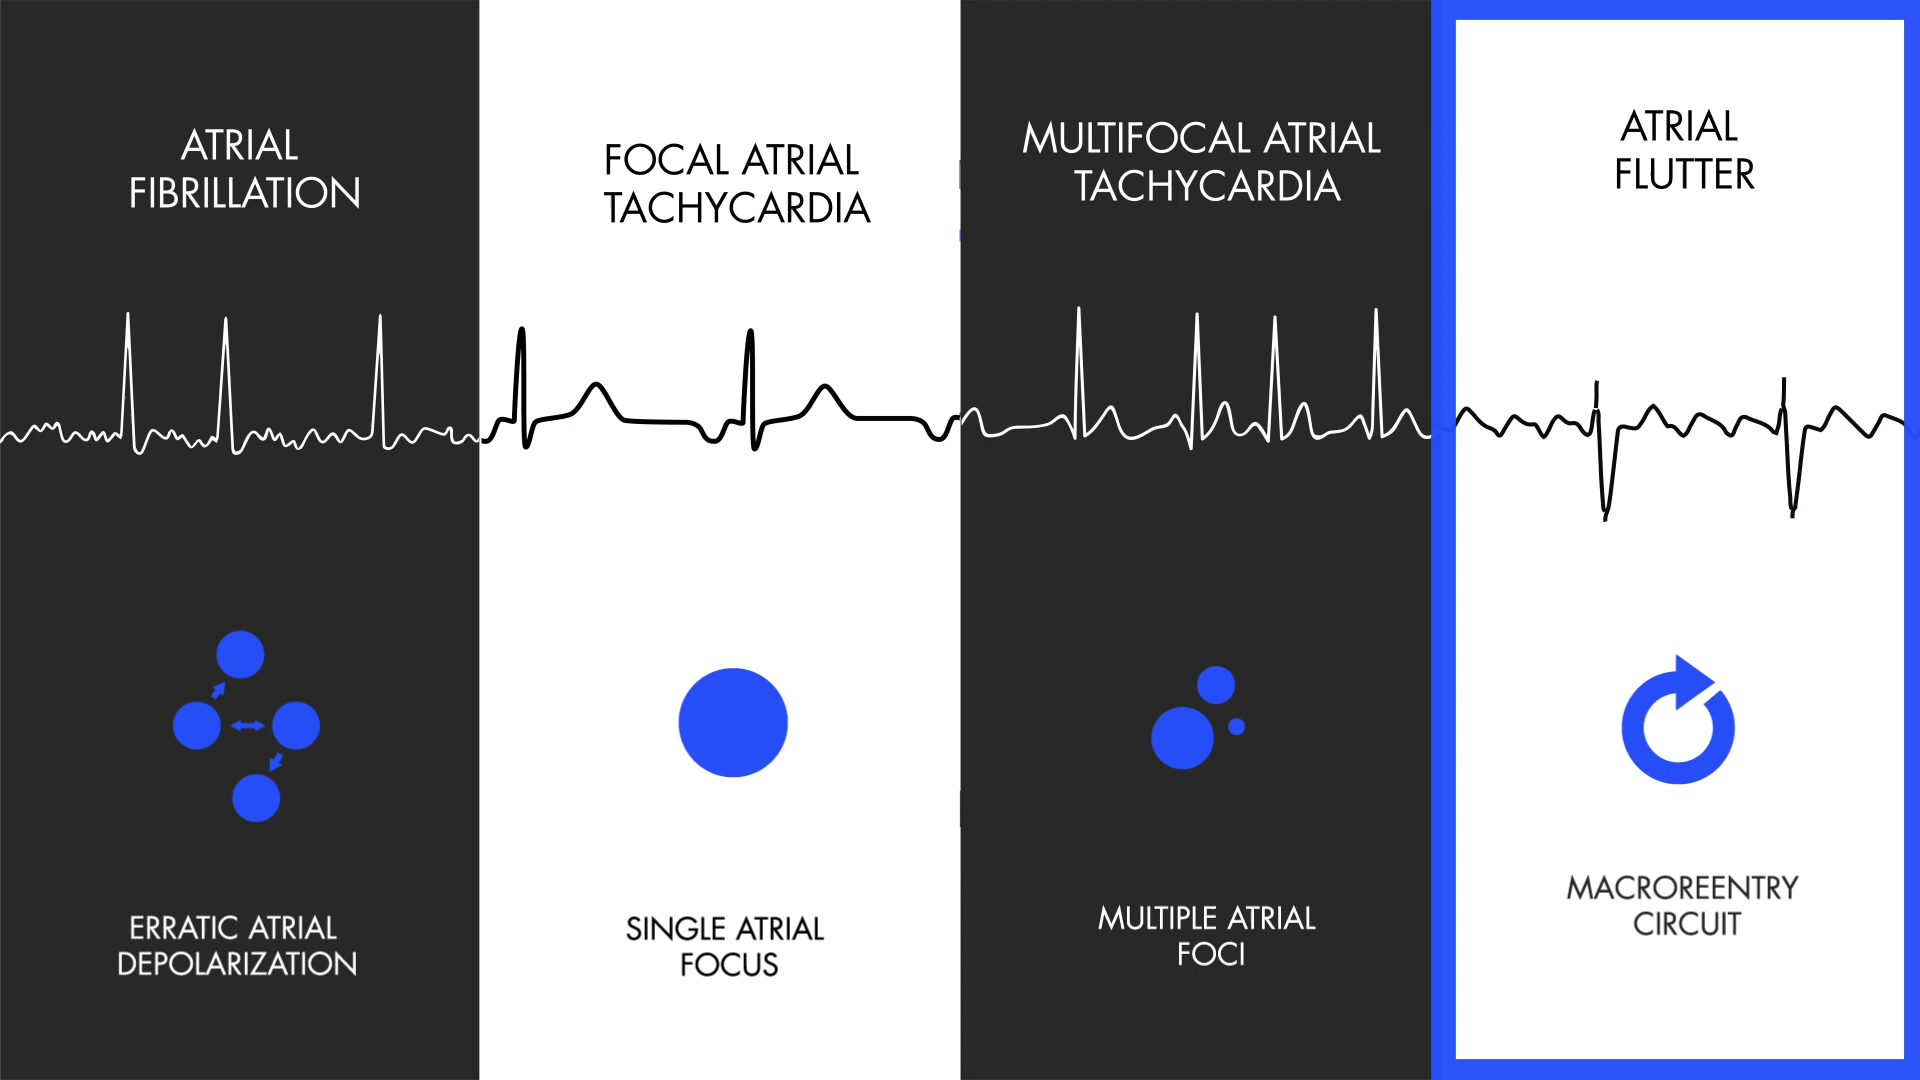 ATRIAL
FIBRILLATION
ERRATIC ATRIAL
DEPOLARIZATION
FOCAL ATRIAL
TACHYCARDIA
SINGLE ATRIAL
FOCUS
MULTIFOCAL ATRIAL
TACHYCARDIA
MULTIPLE ATRIAL
FOCI
ATRIAL
FLUTTER
MACROREENTRY
CIRCUIT